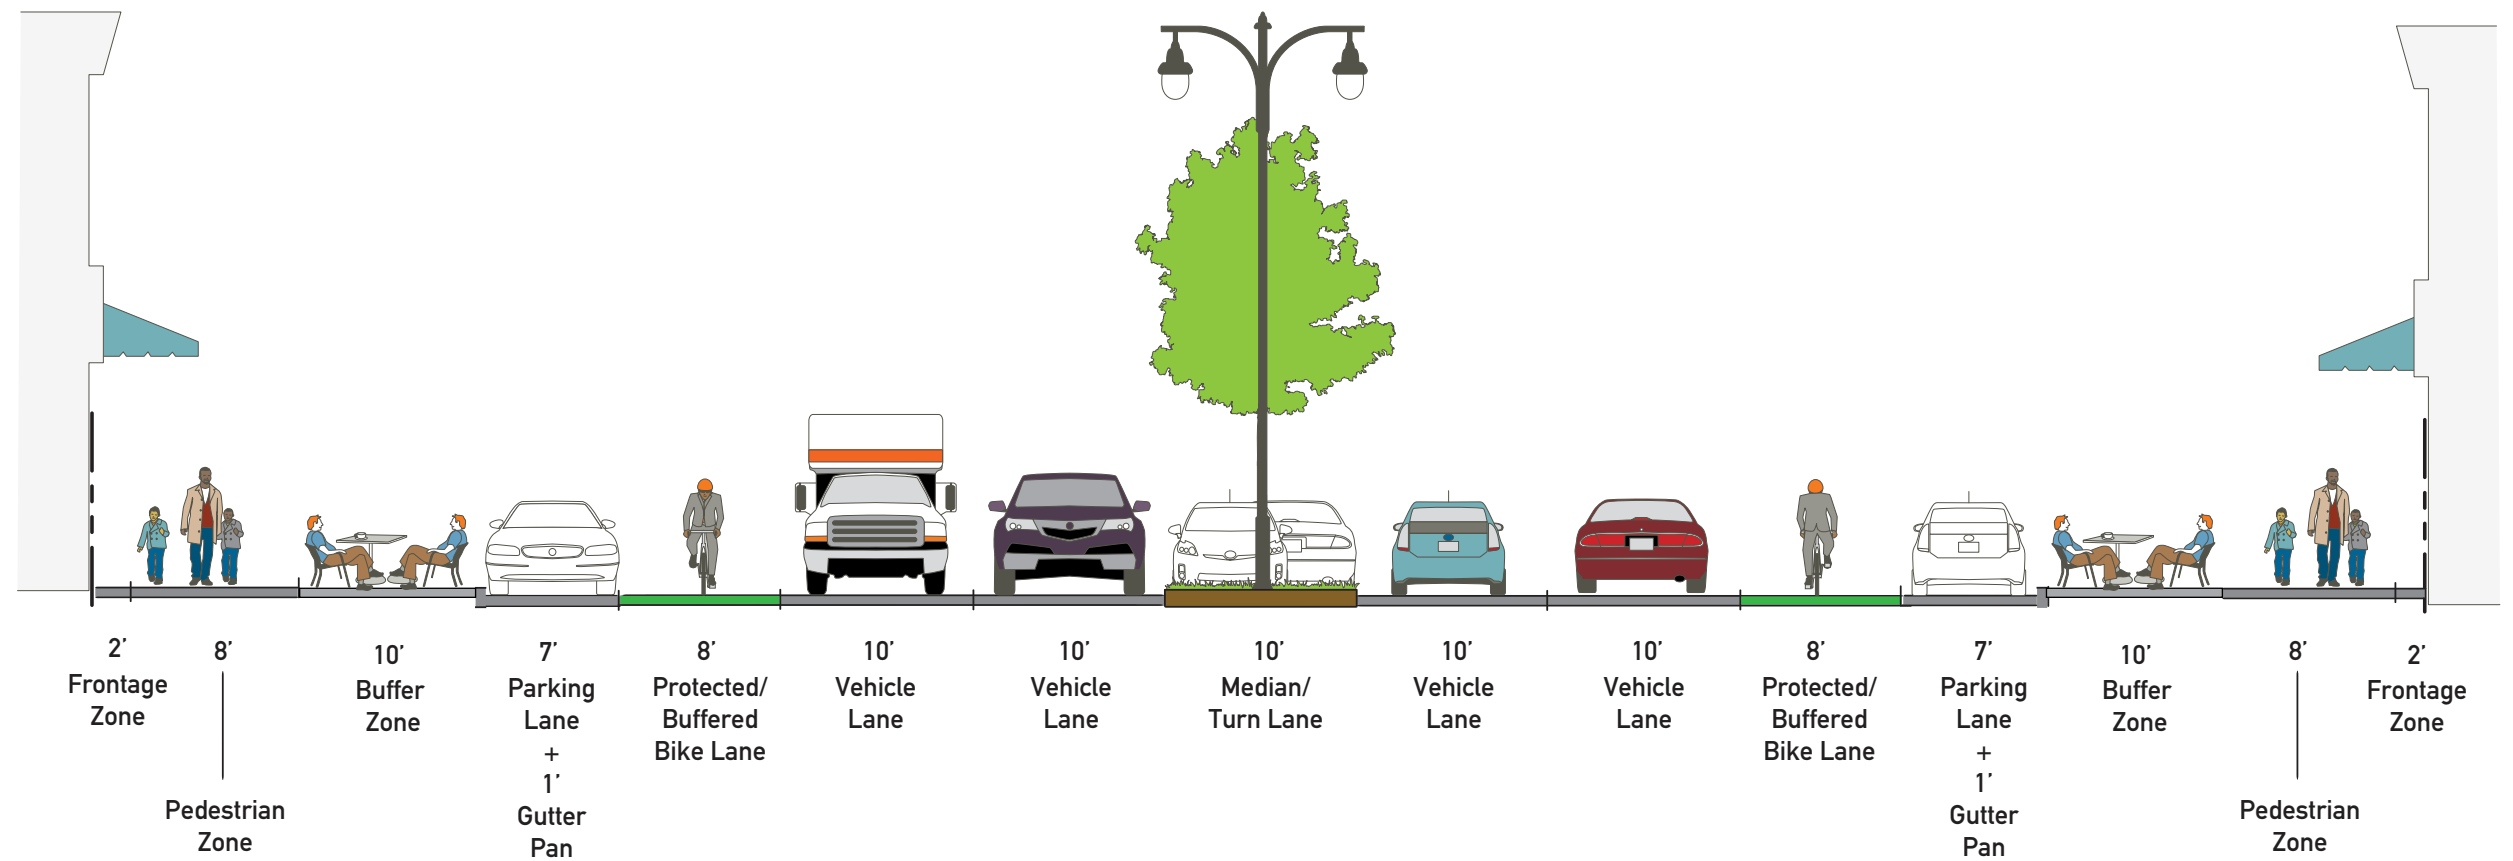 2’
Frontage
Zone
8’
Pedestrian
Zone
10’
Buffer
Zone
7’
Parking
Lane
+
1’
Gutter
Pan
8’
Protected/
Buffered
Bike Lane
10’
Vehicle
Lane
10’
Vehicle
Lane
10’
Median/
Turn Lane
10’
Vehicle
Lane
10’
Vehicle
Lane
8’
Protected/
Buffered
Bike Lane
7’
Parking
Lane
+
1’
Gutter
Pan
10’
Buffer
Zone
8’
Pedestrian
Zone
2’
Frontage
Zone